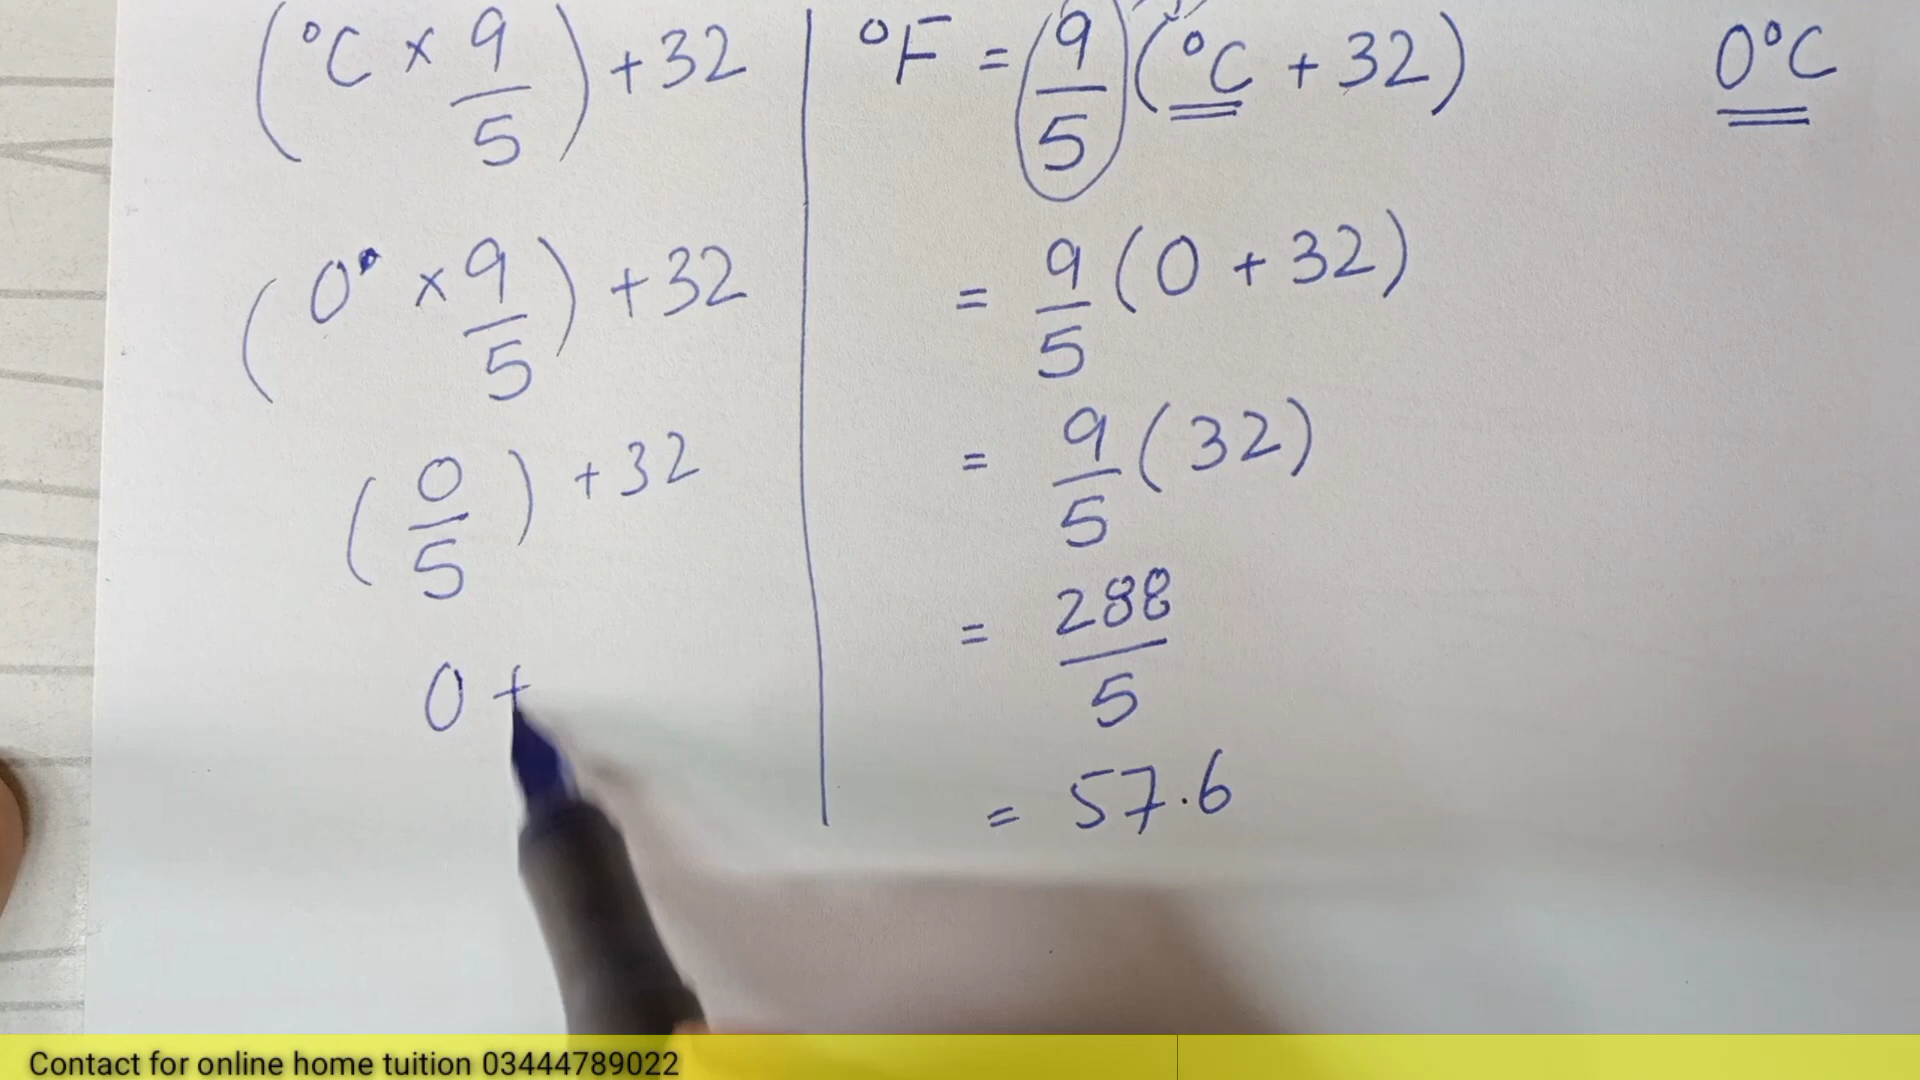 (°C × 9/5) + 32
(0° × 9/5) + 32
(0/5) + 32
0 +
°F = 9/5 (°C + 32)
= 9/5 (0 + 32)
= 9/5 (32)
= 288/5
= 57.6
0°C
Contact for online home tuition 03444789022